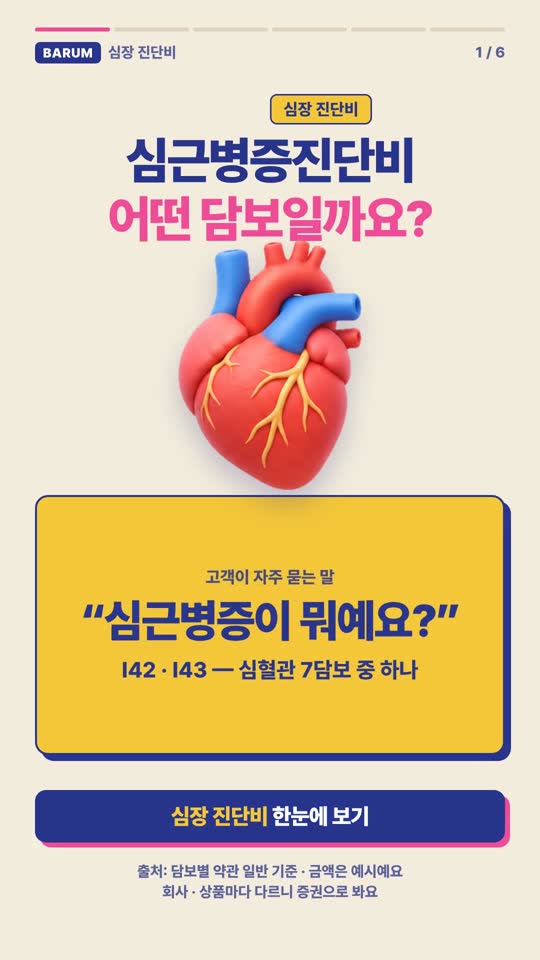 BARUM 심장 진단비 1 / 6
심장 진단비
심근병증진단비
어떤 담보일까요?
고객이 자주 묻는 말
“심근병증이 뭐예요?”
I42 · I43 — 심혈관 7담보 중 하나
심장 진단비 한눈에 보기
출처: 담보별 약관 일반 기준 · 금액은 예시예요
회사 · 상품마다 다르니 증권으로 봐요